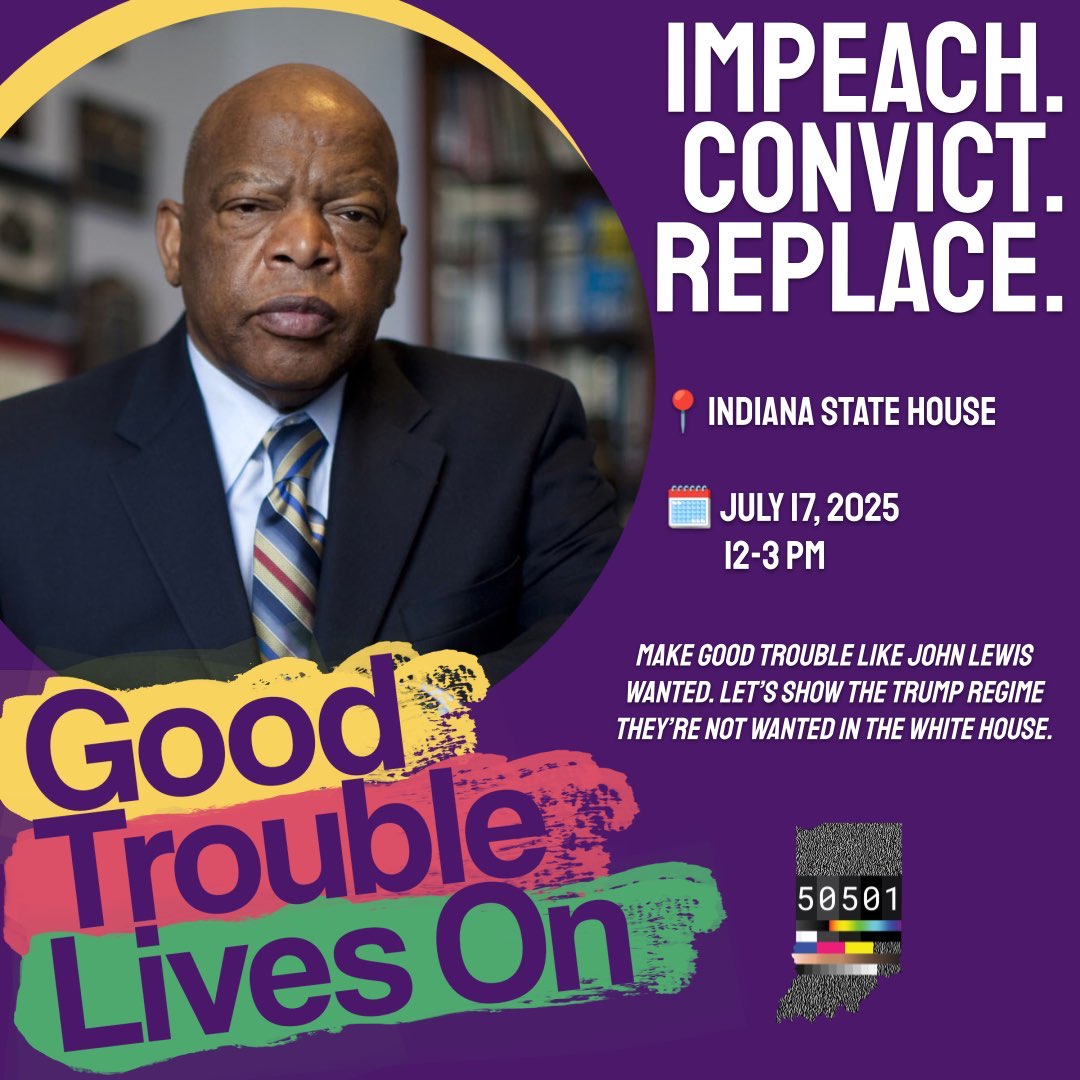 IMPEACH.
CONVICT.
REPLACE.
INDIANA STATE HOUSE
JULY 17, 2025
12-3 PM
MAKE GOOD TROUBLE LIKE JOHN LEWIS
WANTED. LET'S SHOW THE TRUMP REGIME
THEY'RE NOT WANTED IN THE WHITE HOUSE.
Good
Trouble
Lives On
50501